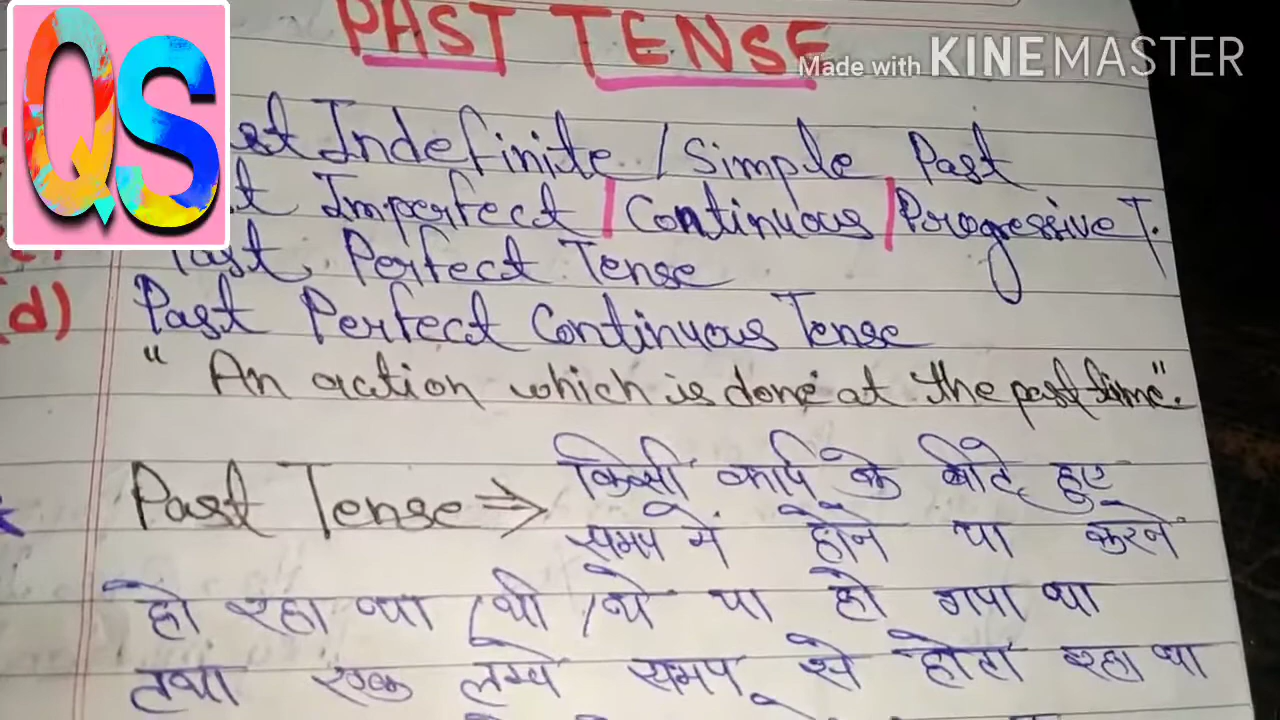 PAST TENSE
Made with KINEMASTER
QS
st Indefinite / Simple Past
t Imperfect / Continuous / Progressive T.
Past Perfect Tense
(d) Past Perfect Continuous Tense
" An action which is done at the past time".
Past Tense ⇒ किसी कार्य के बीते हुए
समय में होने या करने
हो रहा था / थी / थे या हो गया था
तथा एक लम्बे समय से होता रहा था